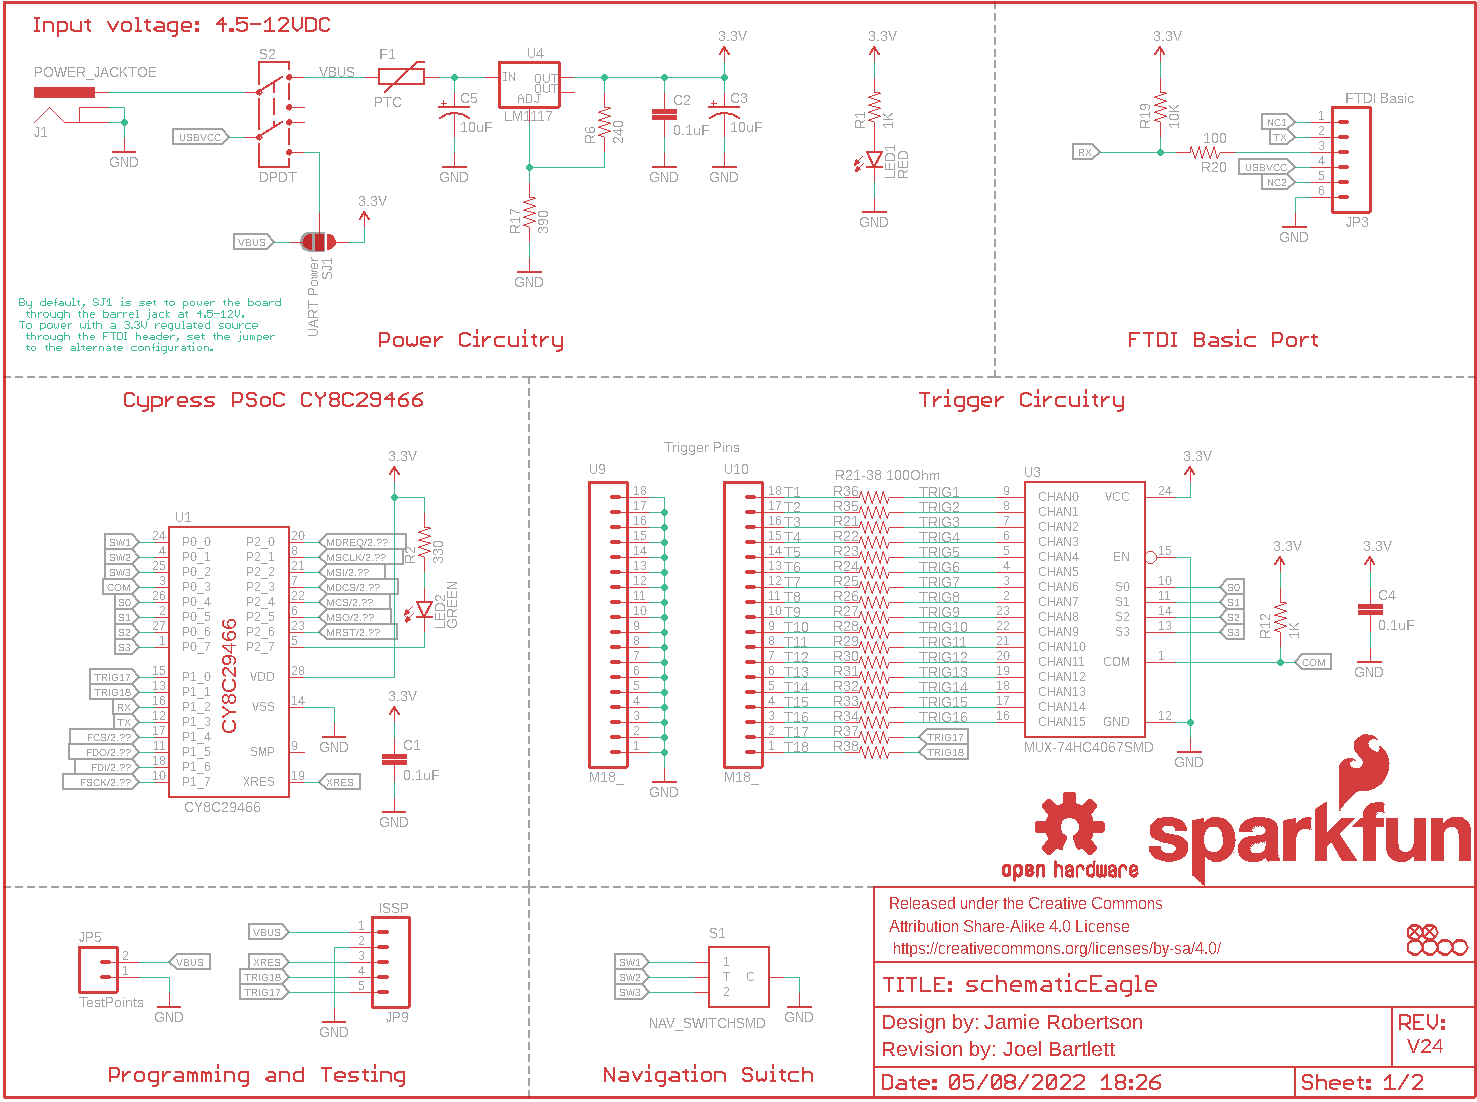 Input voltage: 4.5-12VDC
POWER_JACKTOE
J1
GND
S2
USBVCC
DPDT
VBUS
F1
PTC
C5
10uF
GND
U4
IN
OUT
OUT
ADJ
LM1117
R6
240
R17
390
GND
C2
0.1uF
GND
3.3V
C3
10uF
GND
3.3V
R1
1K
LED1
RED
GND
VBUS
3.3V
SJ1
UART Power
By default, SJ1 is set to power the board
through the barrel jack at 4.5-12V.
To power with a 3.3V regulated source
through the FTDI header, set the jumper
to the alternate configuration.
Power Circuitry
3.3V
R19
10K
RX
100
R20
FTDI Basic
NC1
TX
USBVCC
NC2
1
2
3
4
5
6
GND
JP3
FTDI Basic Port
Cypress PSoC CY8C29466
3.3V
U1
SW1 24 P0_0 P2_0 20 MDREQ/2.??
SW2 4 P0_1 P2_1 8 MSCLK/2.??
SW3 25 P0_2 P2_2 21 MSI/2.??
COM 3 P0_3 P2_3 7 MDCS/2.??
S0 26 P0_4 P2_4 22 MCS/2.??
S1 2 P0_5 P2_5 6 MSO/2.??
S2 27 P0_6 P2_6 23 MRST/2.??
S3 1 P0_7 P2_7 5
R2
330
LED2
GREEN
CY8C29466
TRIG17 15 P1_0 VDD 28
TRIG18 13 P1_1
RX 16 P1_2 VSS 14
TX 12 P1_3
FCS/2.?? 17 P1_4
FDO/2.?? 11 P1_5 SMP 9
FDI/2.?? 18 P1_6
FSCK/2.?? 10 P1_7 XRES 19 XRES
CY8C29466
GND
3.3V
C1
0.1uF
GND
Trigger Circuitry
Trigger Pins
U9
18
17
16
15
14
13
12
11
10
9
8
7
6
5
4
3
2
1
M18_
GND
U10
R21-38 100Ohm
U3
18 T1 R36 TRIG1 9 CHAN0
17 T2 R35 TRIG2 8 CHAN1
16 T3 R21 TRIG3 7 CHAN2
15 T4 R22 TRIG4 6 CHAN3
14 T5 R23 TRIG5 5 CHAN4
13 T6 R24 TRIG6 4 CHAN5
12 T7 R25 TRIG7 3 CHAN6
11 T8 R26 TRIG8 2 CHAN7
10 T9 R27 TRIG9 23 CHAN8
9 T10 R28 TRIG10 22 CHAN9
8 T11 R29 TRIG11 21 CHAN10
7 T12 R30 TRIG12 20 CHAN11
6 T13 R31 TRIG13 19 CHAN12
5 T14 R32 TRIG14 18 CHAN13
4 T15 R33 TRIG15 17 CHAN14
3 T16 R34 TRIG16 16 CHAN15
2 T17 R37 TRIG17
1 T18 R38 TRIG18
M18_
MUX-74HC4067SMD
3.3V
VCC 24
EN 15
S0 10 S0
S1 11 S1
S2 14 S2
S3 13 S3
COM 1 COM
GND 12
GND
3.3V
R12
1K
3.3V
C4
0.1uF
GND
open hardware
sparkfun
JP5
2
1
VBUS
TestPoints
GND
ISSP
VBUS 1
2
XRES 3
TRIG18 4
TRIG17 5
GND
JP9
Programming and Testing
S1
SW1 1
SW2 T C
SW3 2
NAV_SWITCHSMD
GND
Navigation Switch
Released under the Creative Commons
Attribution Share-Alike 4.0 License
https://creativecommons.org/licenses/by-sa/4.0/
TITLE: schematicEagle
Design by: Jamie Robertson
Revision by: Joel Bartlett
REV:
V24
Date: 05/08/2022 18:26
Sheet: 1/2